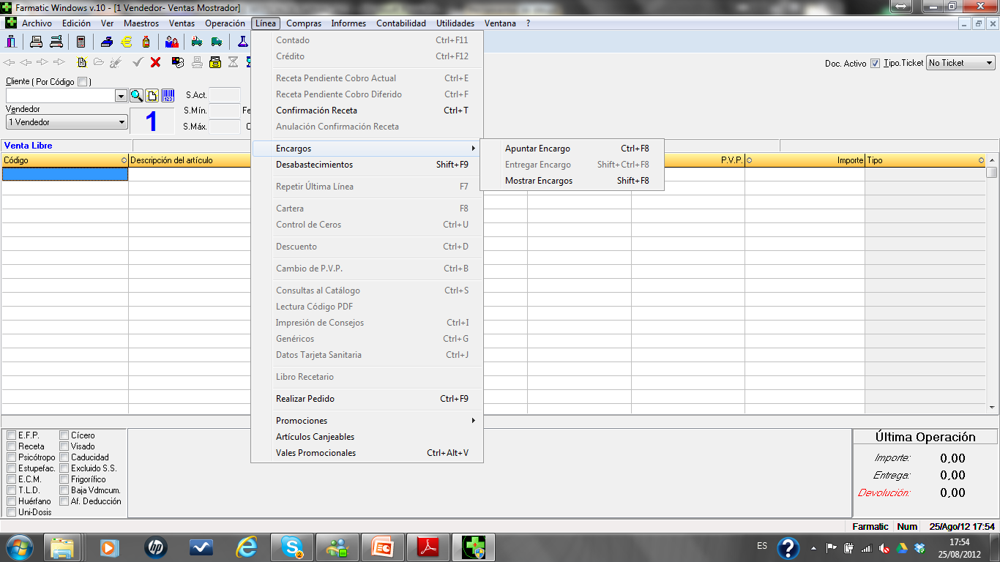 Farmatic Windows v.10 - [1 Vendedor- Ventas Mostrador]
Archivo Edición Ver Maestros Ventas Operación Línea Compras Informes Contabilidad Utilidades Ventana ?
Doc. Activo Tipo.Ticket No Ticket
Cliente ( Por Código )
123
S.Act.
Vendedor
S.Mín.
1 Vendedor
1
S.Máx.
Venta Libre
Código Descripción del artículo P.V.P. Importe Tipo
Contado Ctrl+F11
Crédito Ctrl+F12
Receta Pendiente Cobro Actual Ctrl+E
Receta Pendiente Cobro Diferido Ctrl+F
Confirmación Receta Ctrl+T
Anulación Confirmación Receta
Encargos
Desabastecimientos Shift+F9
Repetir Última Línea F7
Cartera F8
Control de Ceros Ctrl+U
Descuento Ctrl+D
Cambio de P.V.P. Ctrl+B
Consultas al Catálogo Ctrl+S
Lectura Código PDF
Impresión de Consejos Ctrl+I
Genéricos Ctrl+G
Datos Tarjeta Sanitaria Ctrl+J
Libro Recetario
Realizar Pedido Ctrl+F9
Promociones
Artículos Canjeables
Vales Promocionales Ctrl+Alt+V
Apuntar Encargo Ctrl+F8
Entregar Encargo Shift+Ctrl+F8
Mostrar Encargos Shift+F8
E.F.P. Cícero
Receta Visado
Psicótropo Caducidad
Estupefac. Excluido S.S.
E.C.M. Frigorífico
T.L.D. Baja Vdmcum.
Huérfano Af. Deducción
Uni-Dosis
Última Operación
Importe: 0,00
Entrega: 0,00
Devolución: 0,00
Farmatic Num 25/Ago/12 17:54
hp
2
ES
?
17:54
25/08/2012